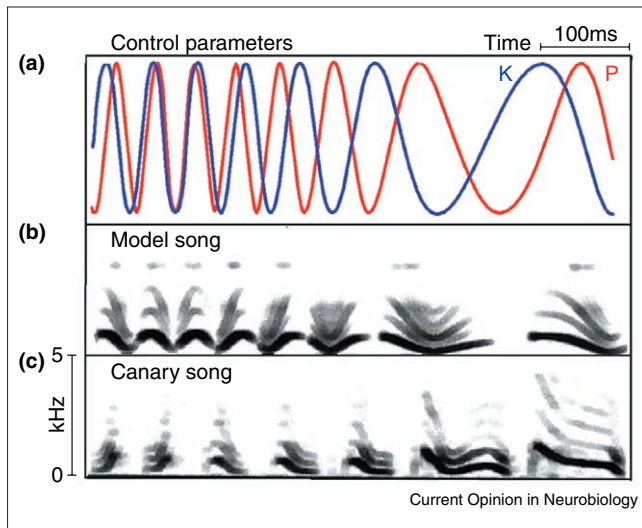 Control parameters
Time 100ms
(a)
K P
(b)
Model song
(c)
5
Canary song
kHz
0
Current Opinion in Neurobiology